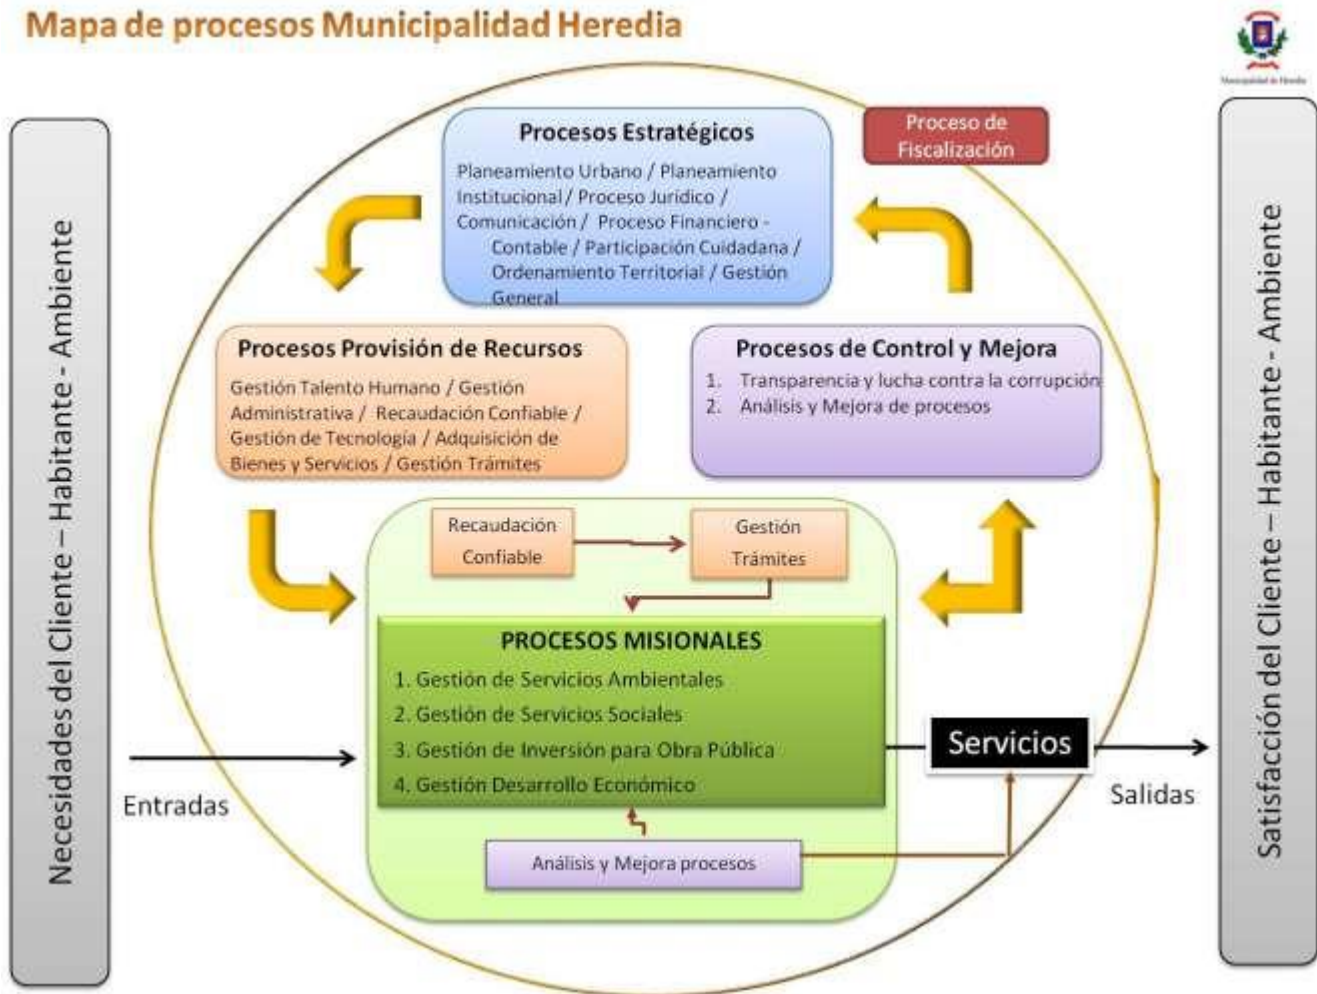 Mapa de procesos Municipalidad Heredia
Municipalidad de Heredia
Necesidades del Cliente – Habitante - Ambiente
Procesos Estratégicos
Planeamiento Urbano / Planeamiento
Institucional / Proceso Jurídico /
Comunicación / Proceso Financiero -
Contable / Participación Cuidadana /
Ordenamiento Territorial / Gestión
General
Proceso de
Fiscalización
Procesos Provisión de Recursos
Gestión Talento Humano / Gestión
Administrativa / Recaudación Confiable /
Gestión de Tecnología / Adquisición de
Bienes y Servicios / Gestión Trámites
Procesos de Control y Mejora
1. Transparencia y lucha contra la corrupción
2. Análisis y Mejora de procesos
Recaudación
Confiable
Gestión
Trámites
PROCESOS MISIONALES
1. Gestión de Servicios Ambientales
2. Gestión de Servicios Sociales
3. Gestión de Inversión para Obra Pública
4. Gestión Desarrollo Económico
Entradas
Servicios
Salidas
Análisis y Mejora procesos
Satisfacción del Cliente – Habitante - Ambiente